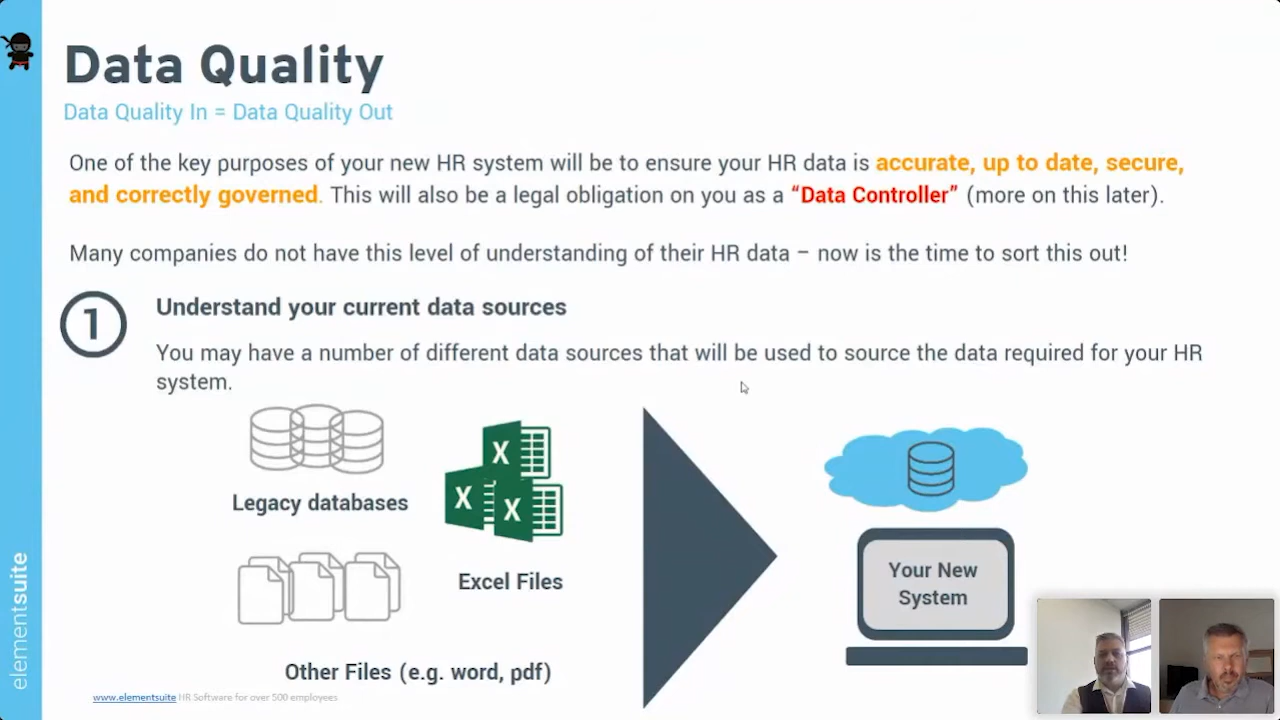 Data Quality
Data Quality In = Data Quality Out
One of the key purposes of your new HR system will be to ensure your HR data is accurate, up to date, secure,
and correctly governed. This will also be a legal obligation on you as a “Data Controller” (more on this later).
Many companies do not have this level of understanding of their HR data – now is the time to sort this out!
1
Understand your current data sources
You may have a number of different data sources that will be used to source the data required for your HR
system.
Legacy databases
X
X
X
Excel Files
Other Files (e.g. word, pdf)
Your New
System
www.elementsuite HR Software for over 500 employees
elementsuite